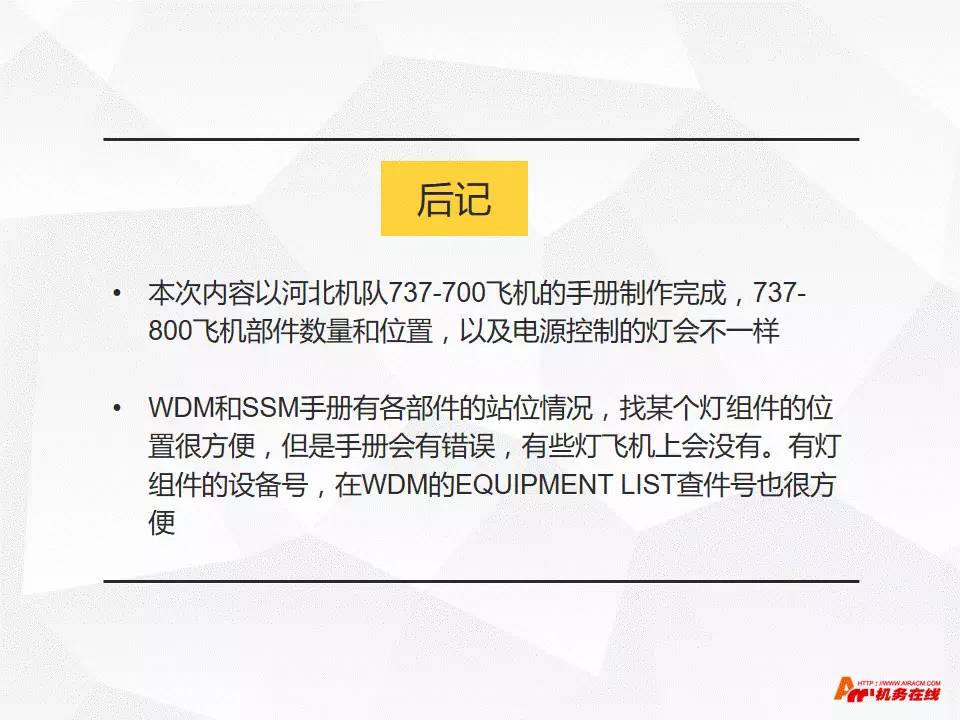 后记
• 本次内容以河北机队737-700飞机的手册制作完成，737-
800飞机部件数量和位置，以及电源控制的灯会不一样
• WDM和SSM手册有各部件的站位情况，找某个灯组件的位
置很方便，但是手册会有错误，有些灯飞机上会没有。有灯
组件的设备号，在WDM的EQUIPMENT LIST查件号也很方
便
HTTP://WWW.AIRACM.COM
机务在线